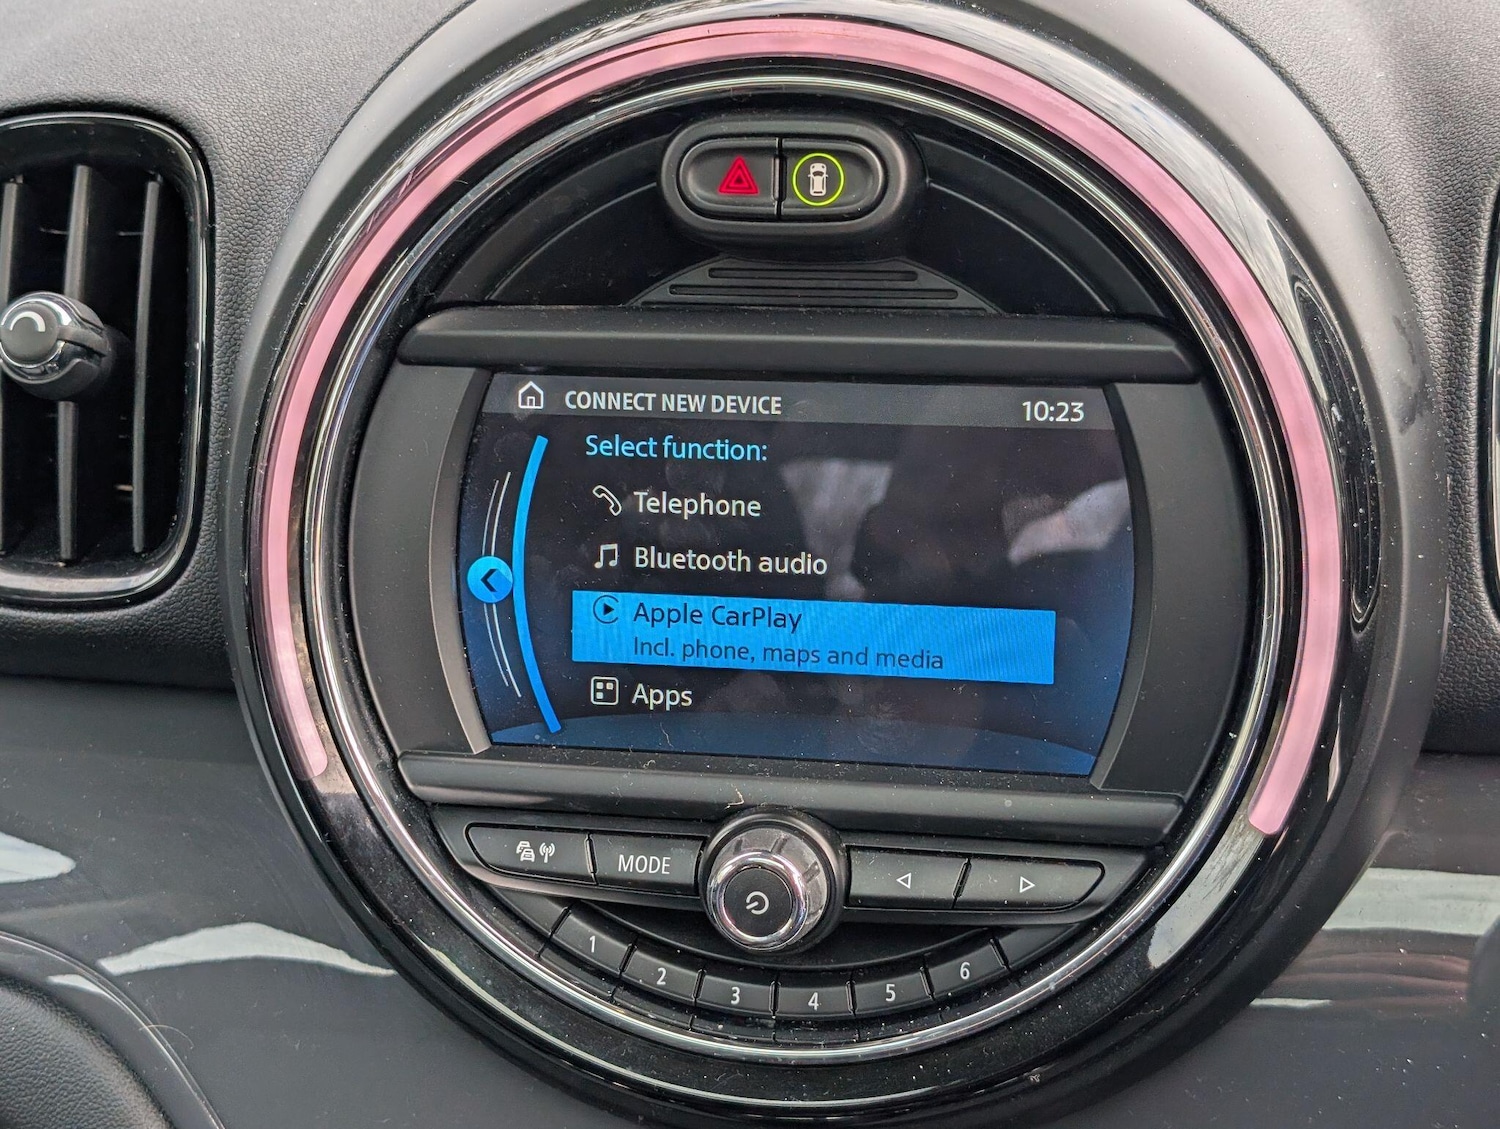 CONNECT NEW DEVICE 10:23
Select function:
Telephone
Bluetooth audio
Apple CarPlay
Incl. phone, maps and media
Apps
MODE
1 2 3 4 5 6